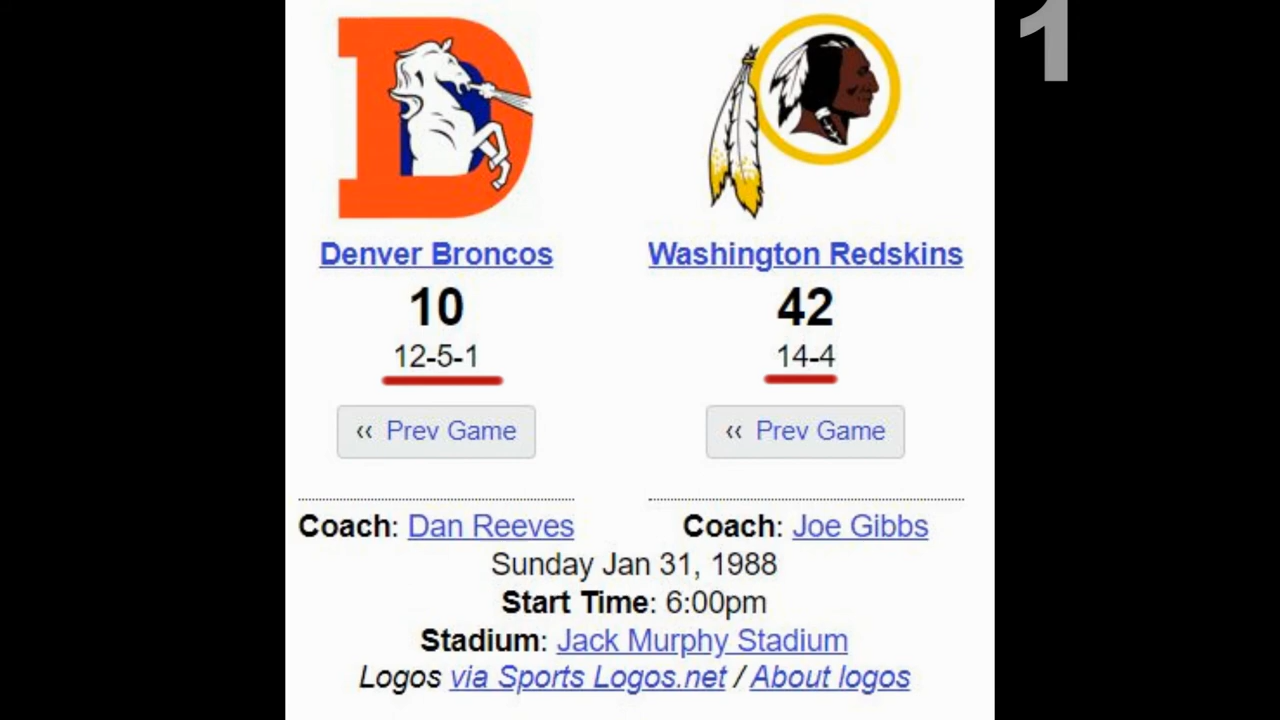 1
Denver Broncos
Washington Redskins
10
42
12-5-1
14-4
‹‹ Prev Game
‹‹ Prev Game
Coach: Dan Reeves
Coach: Joe Gibbs
Sunday Jan 31, 1988
Start Time: 6:00pm
Stadium: Jack Murphy Stadium
Logos via Sports Logos.net / About logos